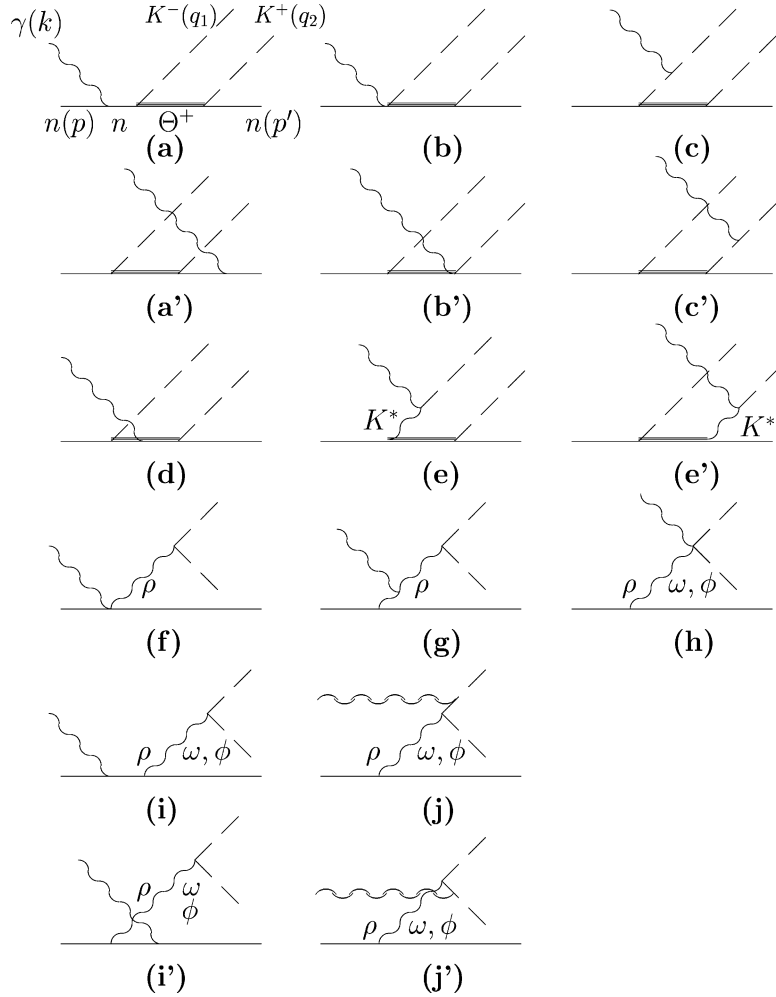 γ(k) K⁻(q₁) K⁺(q₂)
n(p) n Θ⁺ n(p′)
(a) (b) (c)
(a’) (b’) (c’)
K* K*
(d) (e) (e’)
ρ ρ ρ ω, ϕ
(f) (g) (h)
ρ ω, ϕ ρ ω, ϕ
(i) (j)
ρ ω
ϕ ρ ω, ϕ
(i’) (j’)